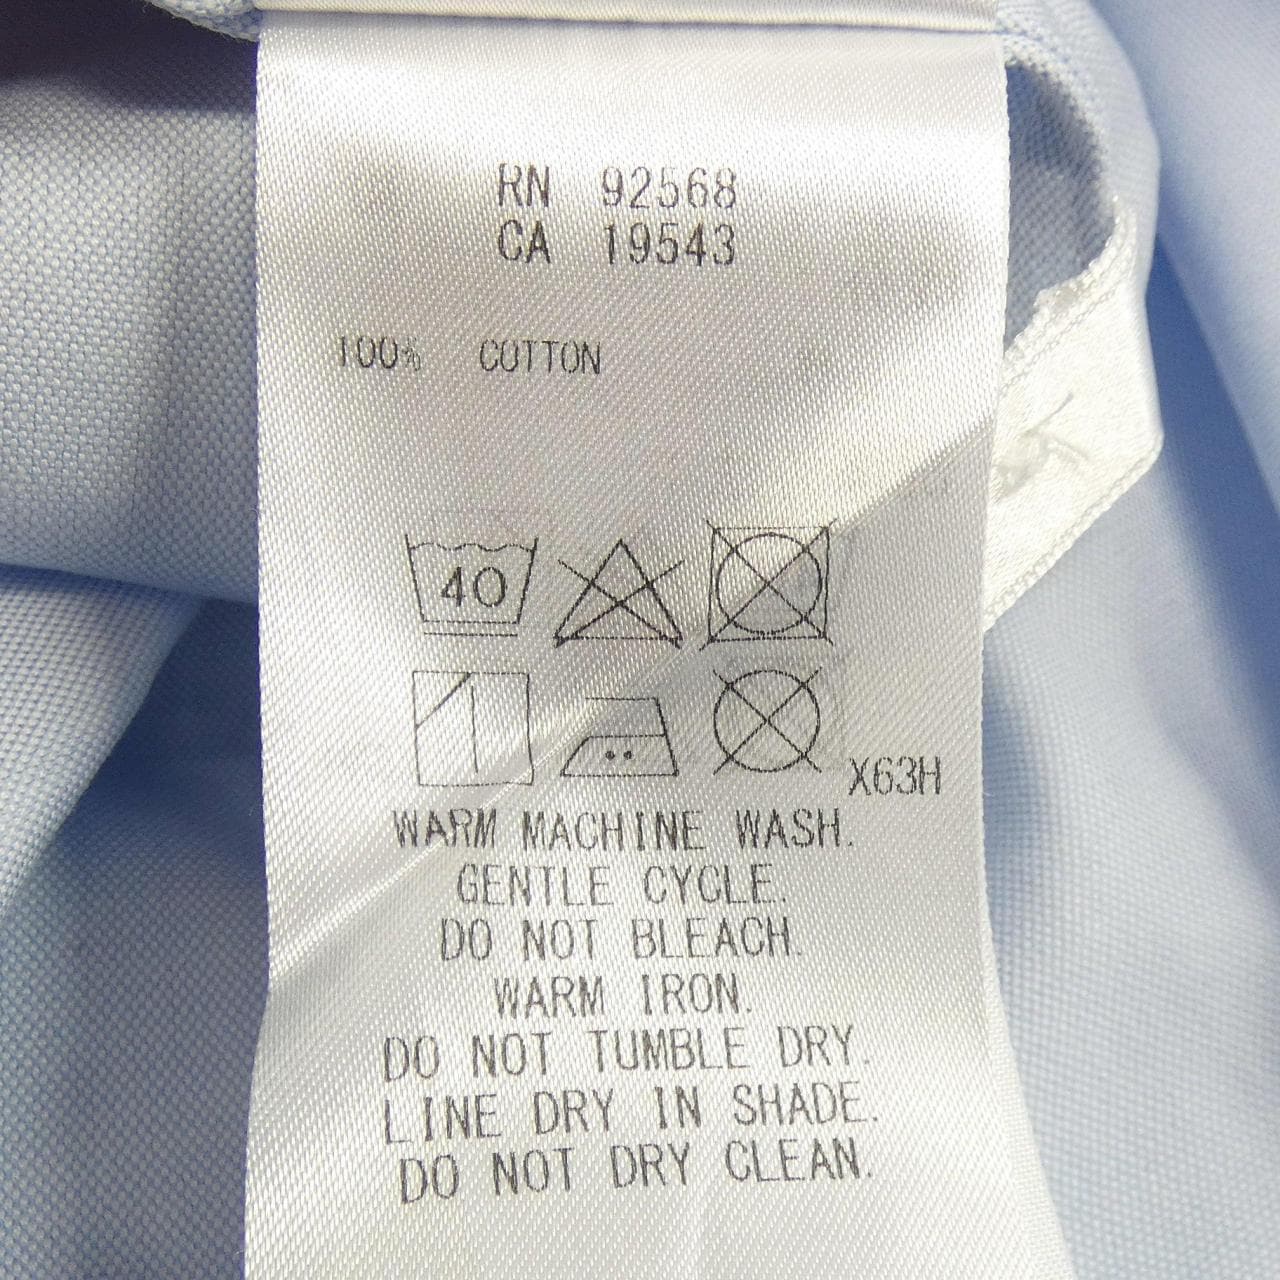 RN 92568
CA 19543
100% COTTON
40
X63H
WARM MACHINE WASH.
GENTLE CYCLE.
DO NOT BLEACH.
WARM IRON.
DO NOT TUMBLE DRY.
LINE DRY IN SHADE.
DO NOT DRY CLEAN.